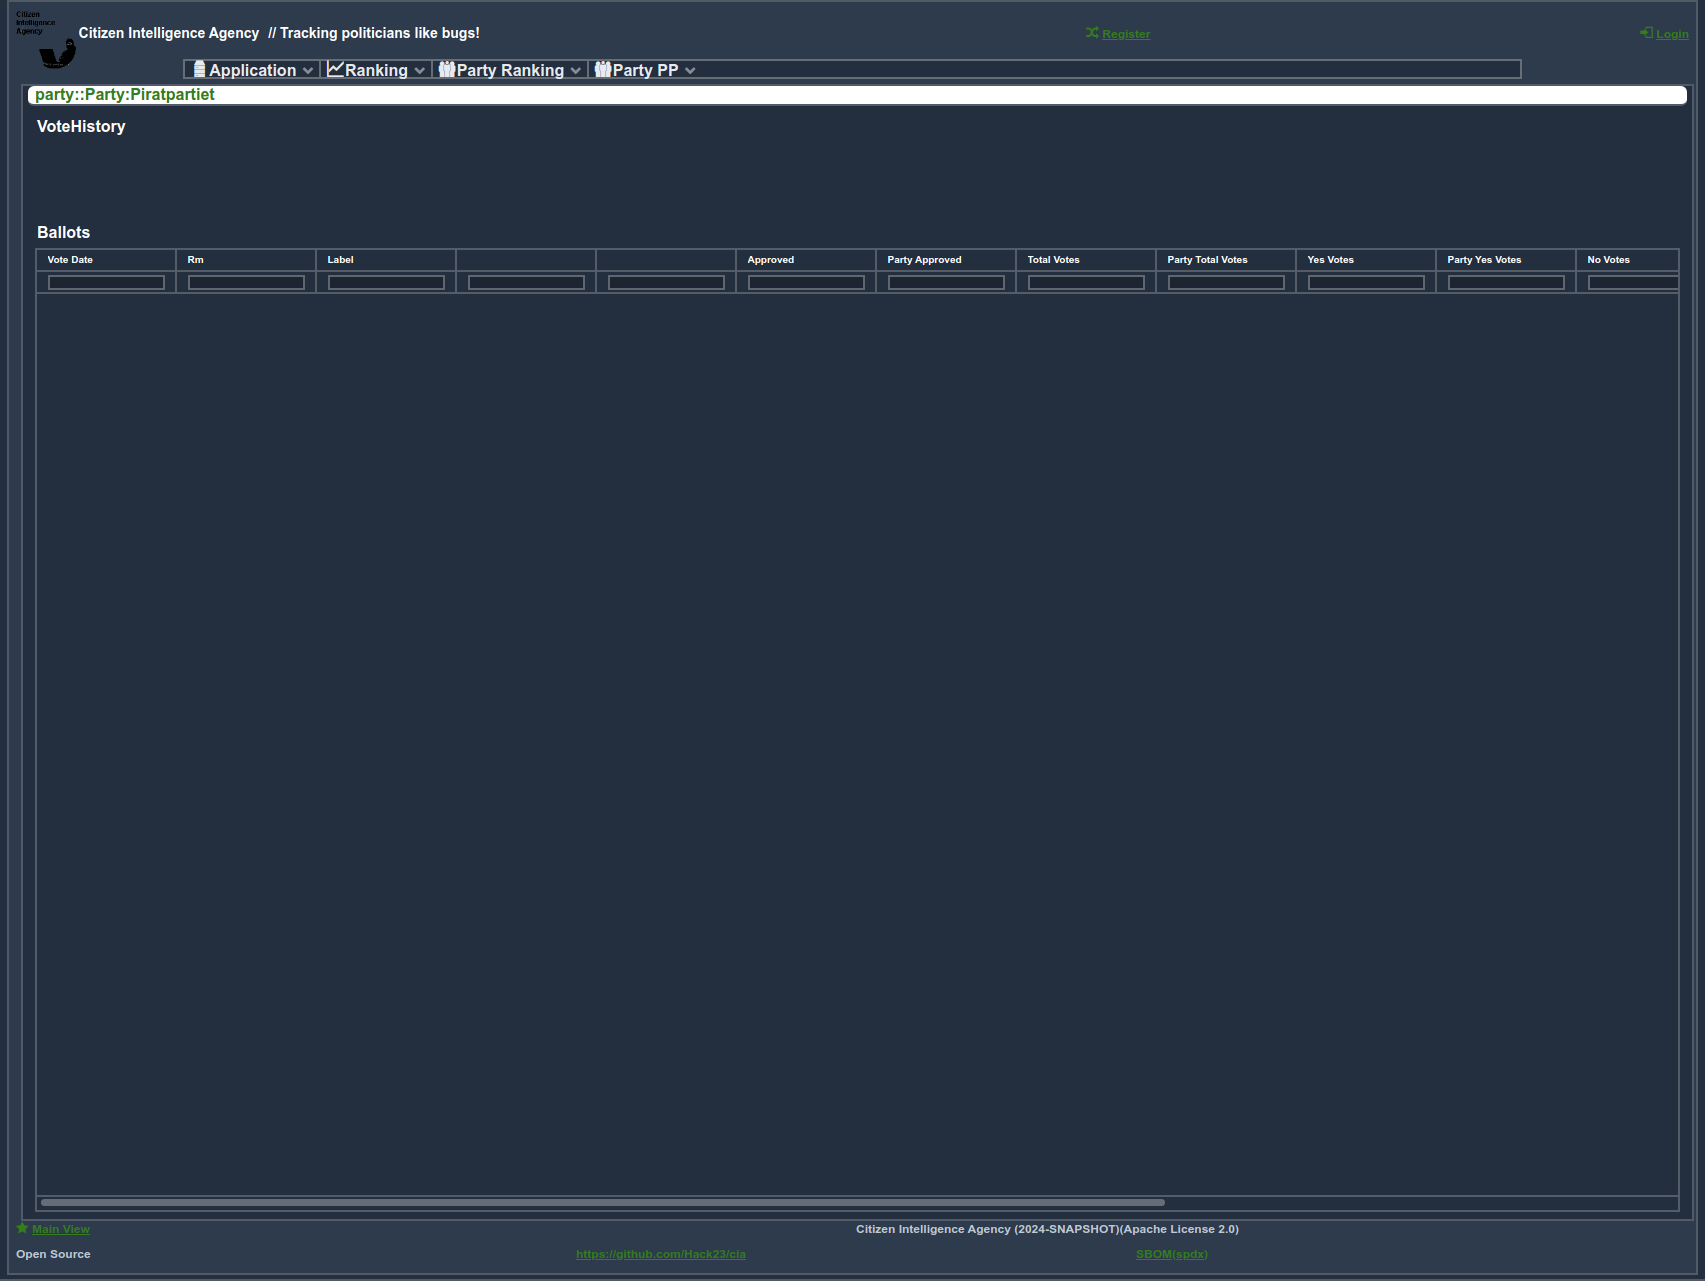 Citizen
Intelligence
Agency
Citizen Intelligence Agency // Tracking politicians like bugs!
Register
Login
Application
Ranking
Party Ranking
Party PP
party::Party:Piratpartiet
VoteHistory
Ballots
Vote Date
Rm
Label
Approved
Party Approved
Total Votes
Party Total Votes
Yes Votes
Party Yes Votes
No Votes
Main View
Citizen Intelligence Agency (2024-SNAPSHOT)(Apache License 2.0)
Open Source
https://github.com/Hack23/cia
SBOM(spdx)